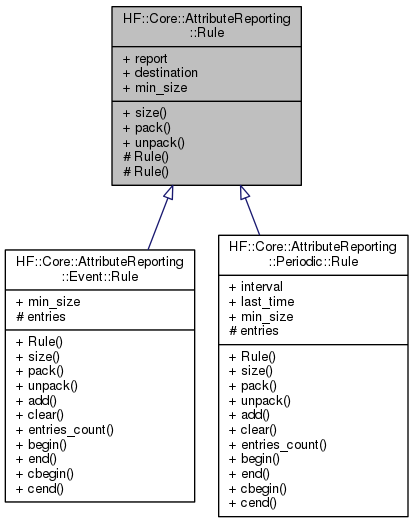 HF::Core::AttributeReporting
::Rule
+ report
+ destination
+ min_size
+ size()
+ pack()
+ unpack()
# Rule()
# Rule()
HF::Core::AttributeReporting
::Event::Rule
+ min_size
# entries
+ Rule()
+ size()
+ pack()
+ unpack()
+ add()
+ clear()
+ entries_count()
+ begin()
+ end()
+ cbegin()
+ cend()
HF::Core::AttributeReporting
::Periodic::Rule
+ interval
+ last_time
+ min_size
# entries
+ Rule()
+ size()
+ pack()
+ unpack()
+ add()
+ clear()
+ entries_count()
+ begin()
+ end()
+ cbegin()
+ cend()